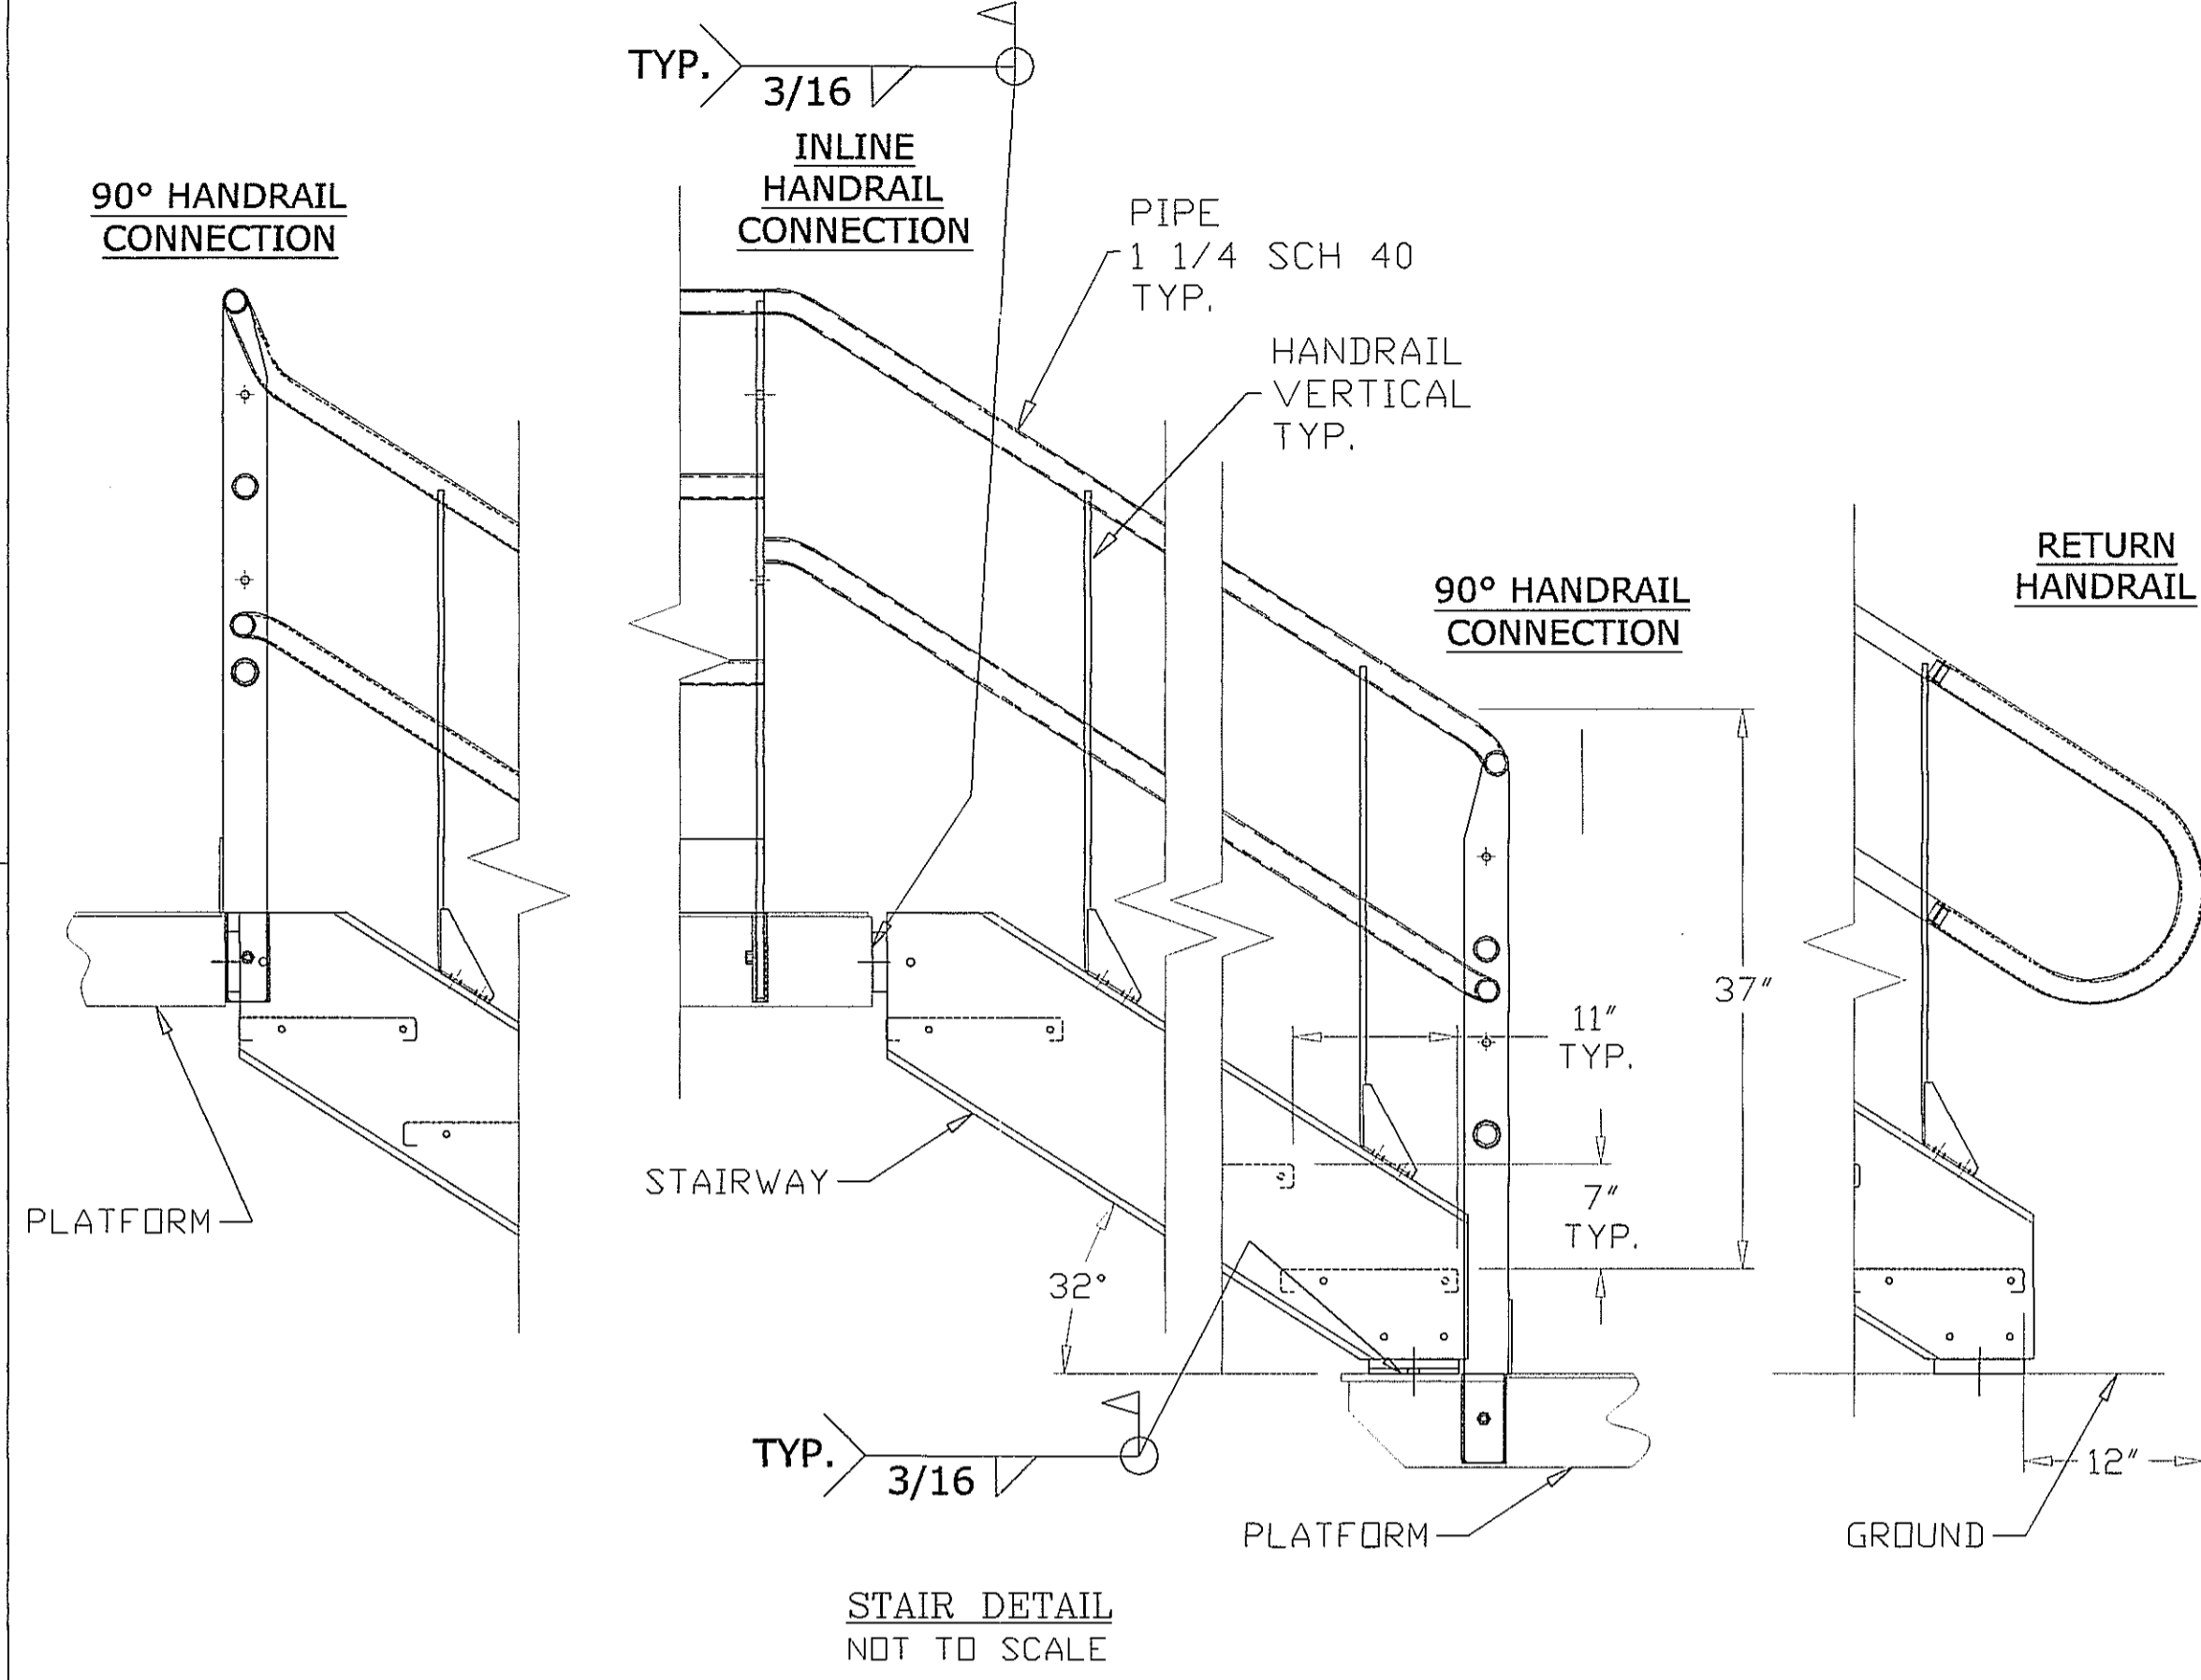 TYP.
3/16
INLINE
HANDRAIL
CONNECTION
90° HANDRAIL
CONNECTION
PIPE
1 1/4 SCH 40
TYP.
HANDRAIL
VERTICAL
TYP.
90° HANDRAIL
CONNECTION
RETURN
HANDRAIL
37"
11"
TYP.
7"
TYP.
STAIRWAY
PLATFORM
32°
TYP.
3/16
12"
PLATFORM
GROUND
STAIR DETAIL
NOT TO SCALE